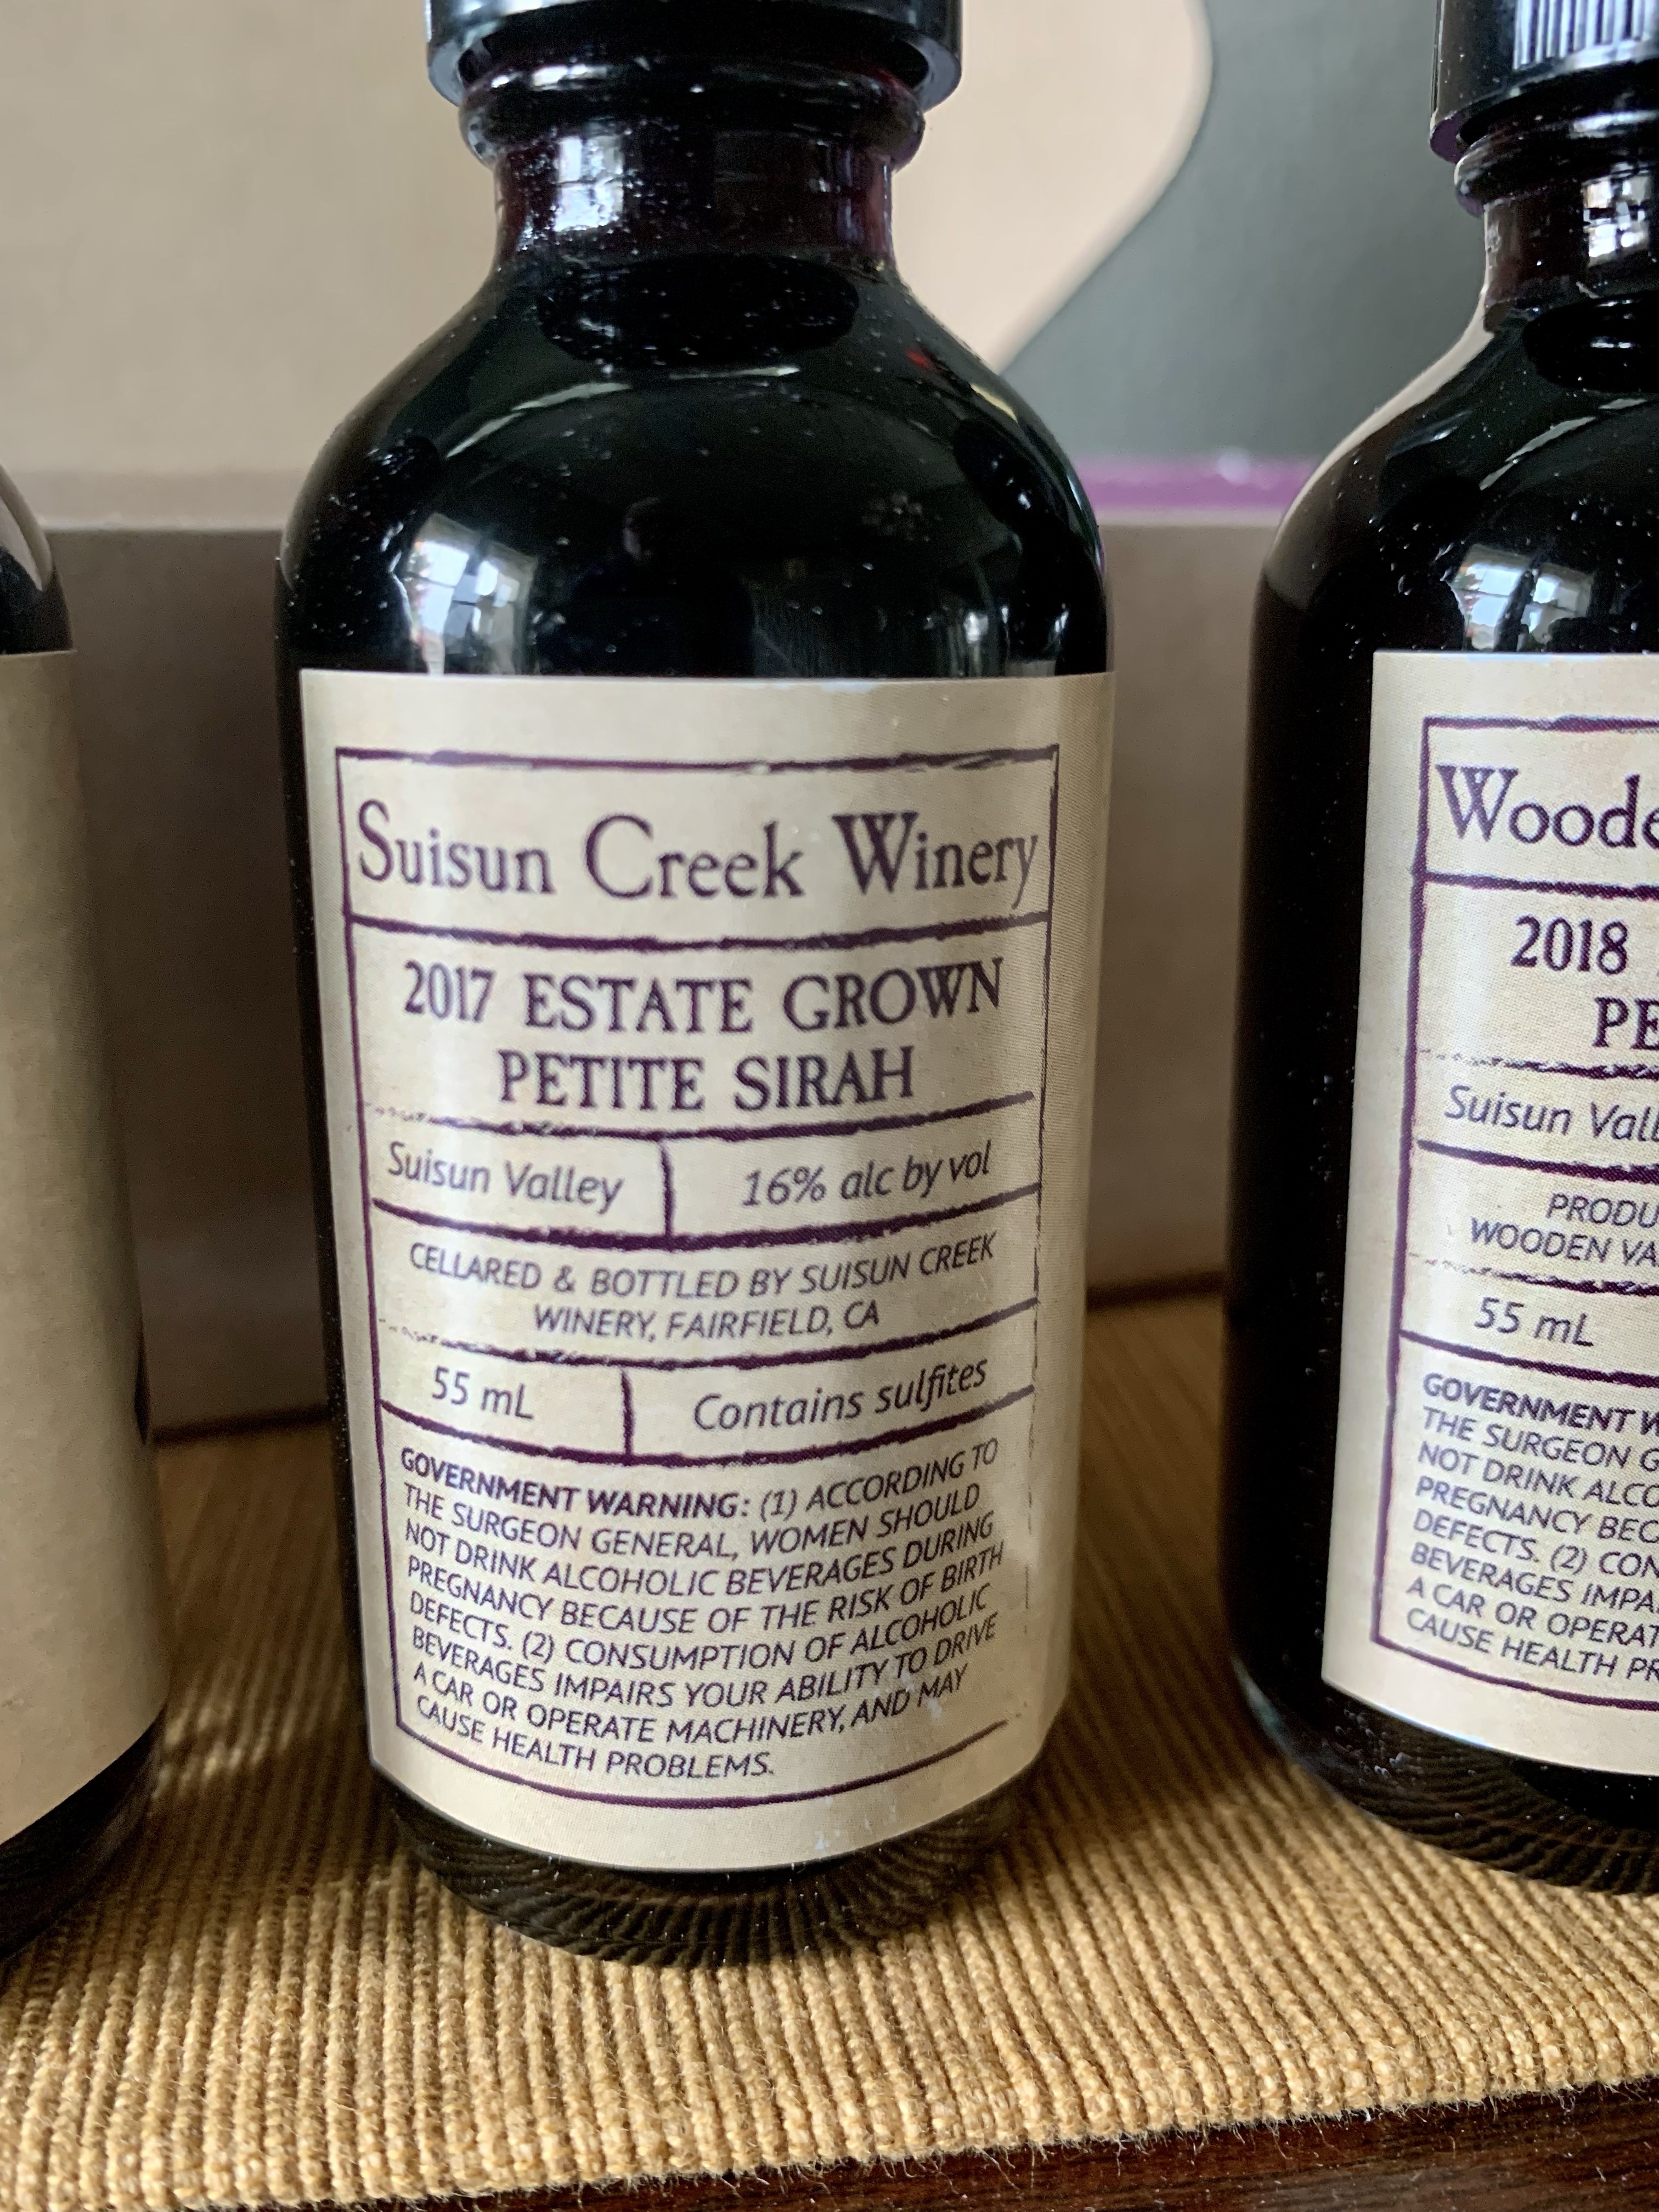 Suisun Creek Winery
2017 ESTATE GROWN
PETITE SIRAH
Suisun Valley
16% alc by vol
CELLARED & BOTTLED BY SUISUN CREEK
WINERY, FAIRFIELD, CA
55 mL
Contains sulfites
GOVERNMENT WARNING: (1) ACCORDING TO
THE SURGEON GENERAL, WOMEN SHOULD
NOT DRINK ALCOHOLIC BEVERAGES DURING
PREGNANCY BECAUSE OF THE RISK OF BIRTH
DEFECTS. (2) CONSUMPTION OF ALCOHOLIC
BEVERAGES IMPAIRS YOUR ABILITY TO DRIVE
A CAR OR OPERATE MACHINERY, AND MAY
CAUSE HEALTH PROBLEMS.
2018
Suisun
WOODEN
55 mL
GOVERNMENT
THE SURGEON
NOT DRINK
PREGNANCY
DEFECTS. (2)
BEVERAGES
A CAR OR
CAUSE HEALTH